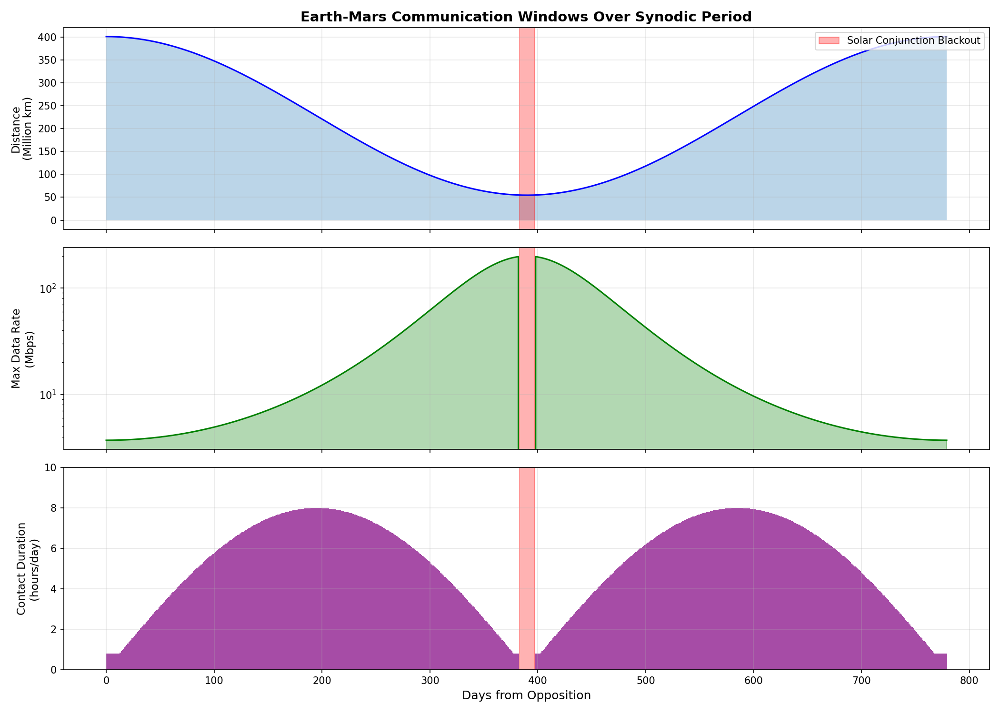 Earth-Mars Communication Windows Over Synodic Period
Distance
(Million km)
400
350
300
250
200
150
100
50
0
Solar Conjunction Blackout
Max Data Rate
(Mbps)
10²
10¹
Contact Duration
(hours/day)
10
8
6
4
2
0
0 100 200 300 400 500 600 700 800
Days from Opposition